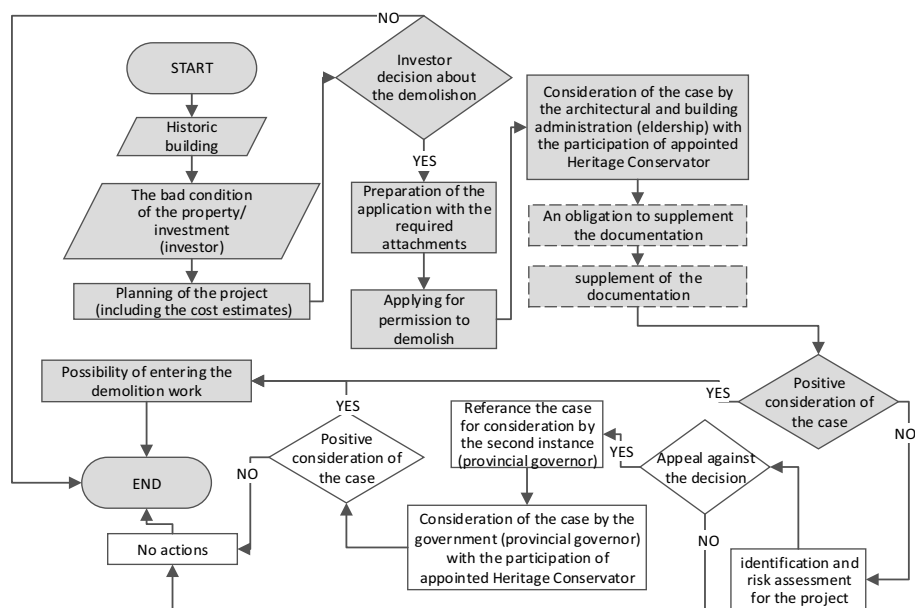 NO
START
Investor
decision about
the demolishon
Historic
building
YES
The bad condition
of the property/
investment
(investor)
Planning of the project
(including the cost estimates)
Preparation of the
application with the
required
attachments
Applying for
permission to
demolish
Consideration of the case by
the architectural and building
administration (eldership) with
the participation of appointed
Heritage Conservator
An obligation to supplement
the documentation
supplement of the
documentation
Positive
consideration of
the case
YES
NO
Possibility of entering the
demolition work
YES
Positive
consideration of
the case
NO
Referance the case
for consideration by
the second instance
(provincial governor)
YES
Appeal against
the decision
NO
END
No actions
Consideration of the case by the
government (provincial governor)
with the participation of
appointed Heritage Conservator
identification and
risk assessment
for the project